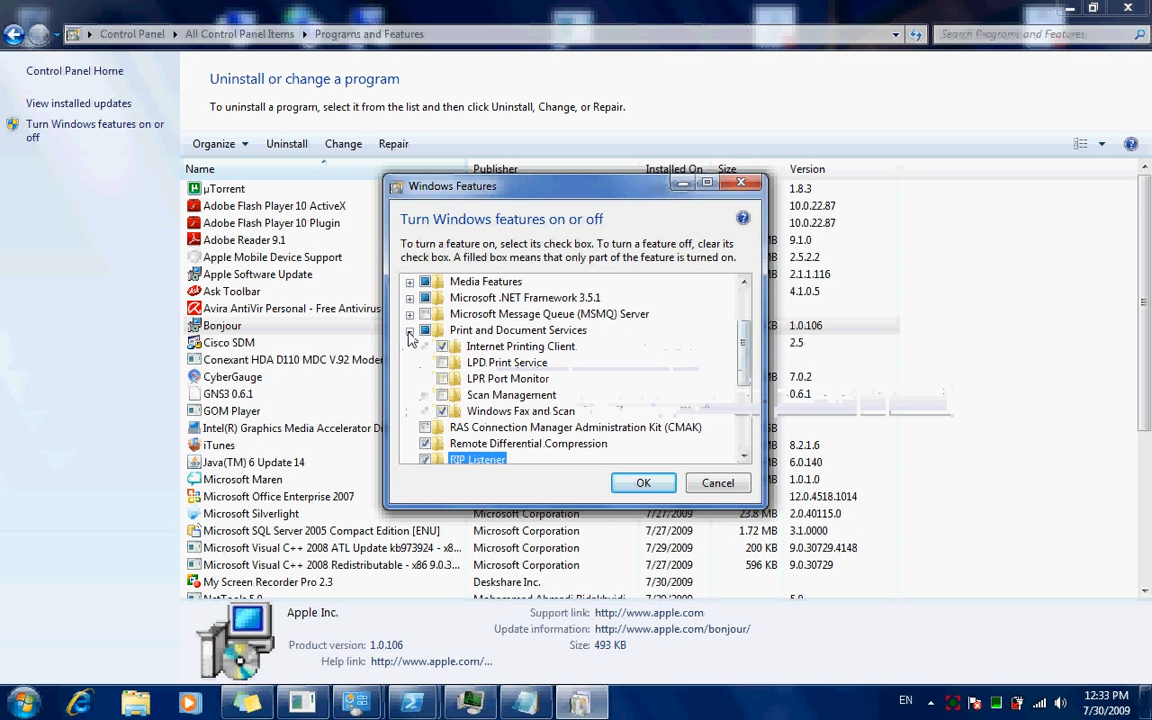 Control Panel ▸ All Control Panel Items ▸ Programs and Features
Search Programs and Features
Control Panel Home
View installed updates
Turn Windows features on or
off
Uninstall or change a program
To uninstall a program, select it from the list and then click Uninstall, Change, or Repair.
Organize Uninstall Change Repair
Name Publisher Installed On Size Version
µTorrent 1.8.3
Adobe Flash Player 10 ActiveX 10.0.22.87
Adobe Flash Player 10 Plugin 10.0.22.87
Adobe Reader 9.1 MB 9.1.0
Apple Mobile Device Support MB 2.5.2.2
Apple Software Update MB 2.1.1.116
Ask Toolbar MB 4.1.0.5
Avira AntiVir Personal - Free Antivirus
Bonjour KB 1.0.106
Cisco SDM MB 2.5
Conexant HDA D110 MDC V.92 Moder
CyberGauge MB 7.0.2
GNS3 0.6.1 0.6.1
GOM Player
Intel(R) Graphics Media Accelerator D
iTunes MB 8.2.1.6
Java(TM) 6 Update 14 MB 6.0.140
Microsoft Maren KB 1.0.1.0
Microsoft Office Enterprise 2007 12.0.4518.1014
Microsoft Silverlight Microsoft Corporation 7/27/2009 23.8 MB 2.0.40115.0
Microsoft SQL Server 2005 Compact Edition [ENU] Microsoft Corporation 7/27/2009 1.72 MB 3.1.0000
Microsoft Visual C++ 2008 ATL Update kb973924 - x8... Microsoft Corporation 7/29/2009 200 KB 9.0.30729.4148
Microsoft Visual C++ 2008 Redistributable - x86 9.0.3... Microsoft Corporation 7/27/2009 596 KB 9.0.30729
My Screen Recorder Pro 2.3 Deskshare Inc. 7/30/2009
Windows Features
Turn Windows features on or off
To turn a feature on, select its check box. To turn a feature off, clear its
check box. A filled box means that only part of the feature is turned on.
Media Features
Microsoft .NET Framework 3.5.1
Microsoft Message Queue (MSMQ) Server
Print and Document Services
Internet Printing Client
LPD Print Service
LPR Port Monitor
Scan Management
Windows Fax and Scan
RAS Connection Manager Administration Kit (CMAK)
Remote Differential Compression
RIP Listener
OK Cancel
Apple Inc.
Product version: 1.0.106
Help link: http://www.apple.com/...
Support link: http://www.apple.com
Update information: http://www.apple.com/bonjour/
Size: 493 KB
EN
12:33 PM
7/30/2009